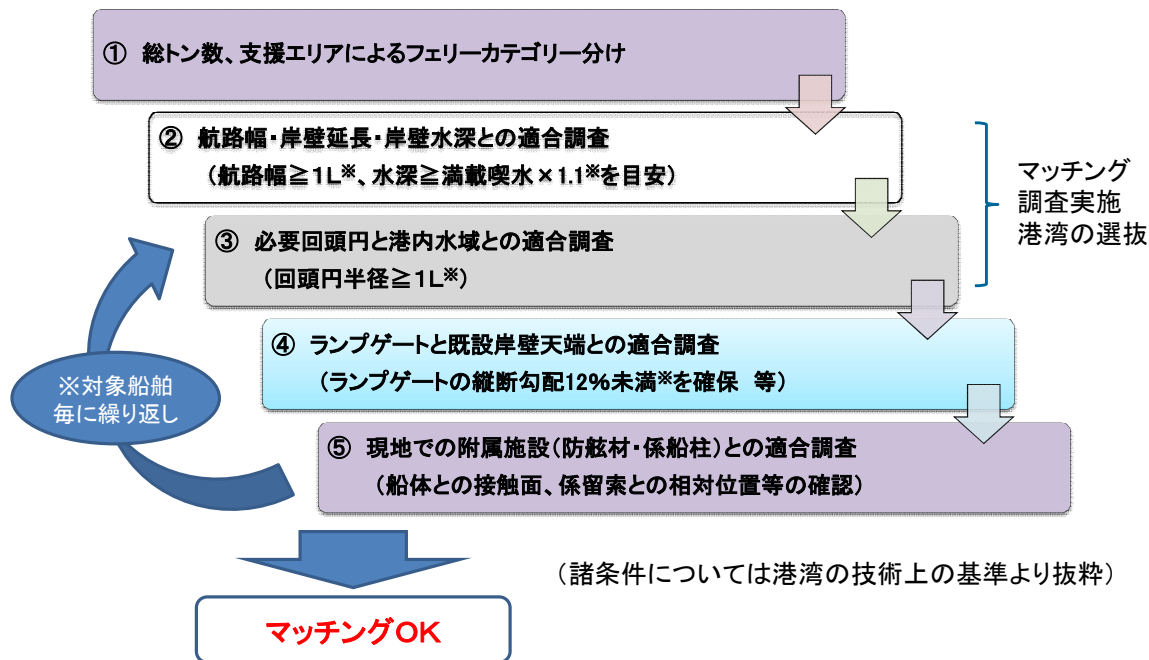 ① 総トン数、支援エリアによるフェリーカテゴリー分け
② 航路幅・岸壁延長・岸壁水深との適合調査
（航路幅≧１L※、水深≧満載喫水×1.1※を目安）
マッチング
調査実施
港湾の選抜
③ 必要回頭円と港内水域との適合調査
（回頭円半径≧１L※）
④ ランプゲートと既設岸壁天端との適合調査
（ランプゲートの縦断勾配12%未満※を確保 等）
※対象船舶
毎に繰り返し
⑤ 現地での附属施設（防舷材・係船柱）との適合調査
（船体との接触面、係留索との相対位置等の確認）
（諸条件については港湾の技術上の基準より抜粋）
マッチングＯＫ